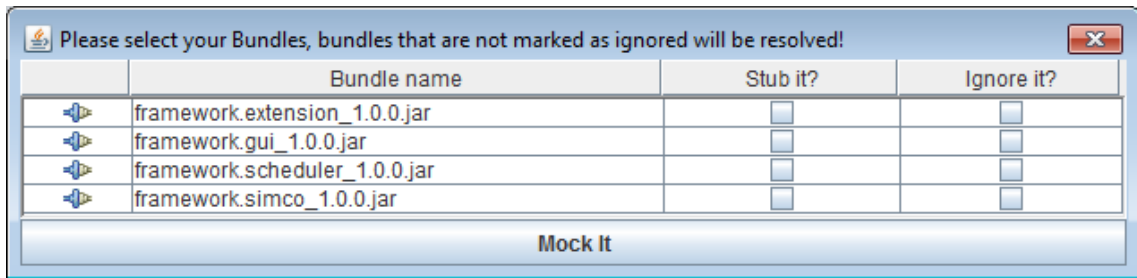 Please select your Bundles, bundles that are not marked as ignored will be resolved!
Bundle name Stub it? Ignore it?
framework.extension_1.0.0.jar
framework.gui_1.0.0.jar
framework.scheduler_1.0.0.jar
framework.simco_1.0.0.jar
Mock It